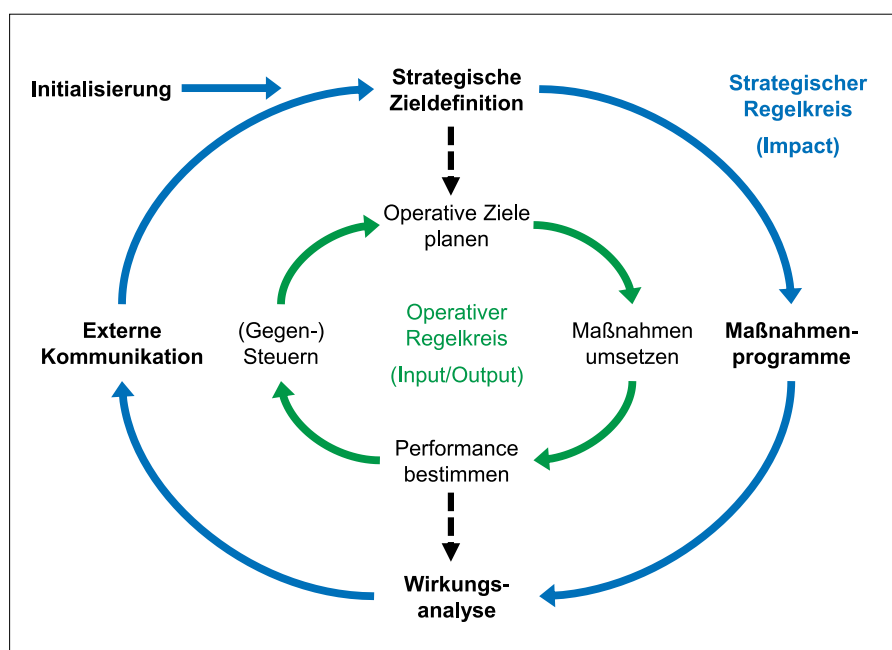 Initialisierung
Strategische
Zieldefinition
Strategischer
Regelkreis
(Impact)
Operative Ziele
planen
Externe
Kommunikation
(Gegen-)
Steuern
Operativer
Regelkreis
(Input/Output)
Maßnahmen
umsetzen
Maßnahmen-
programme
Performance
bestimmen
Wirkungs-
analyse